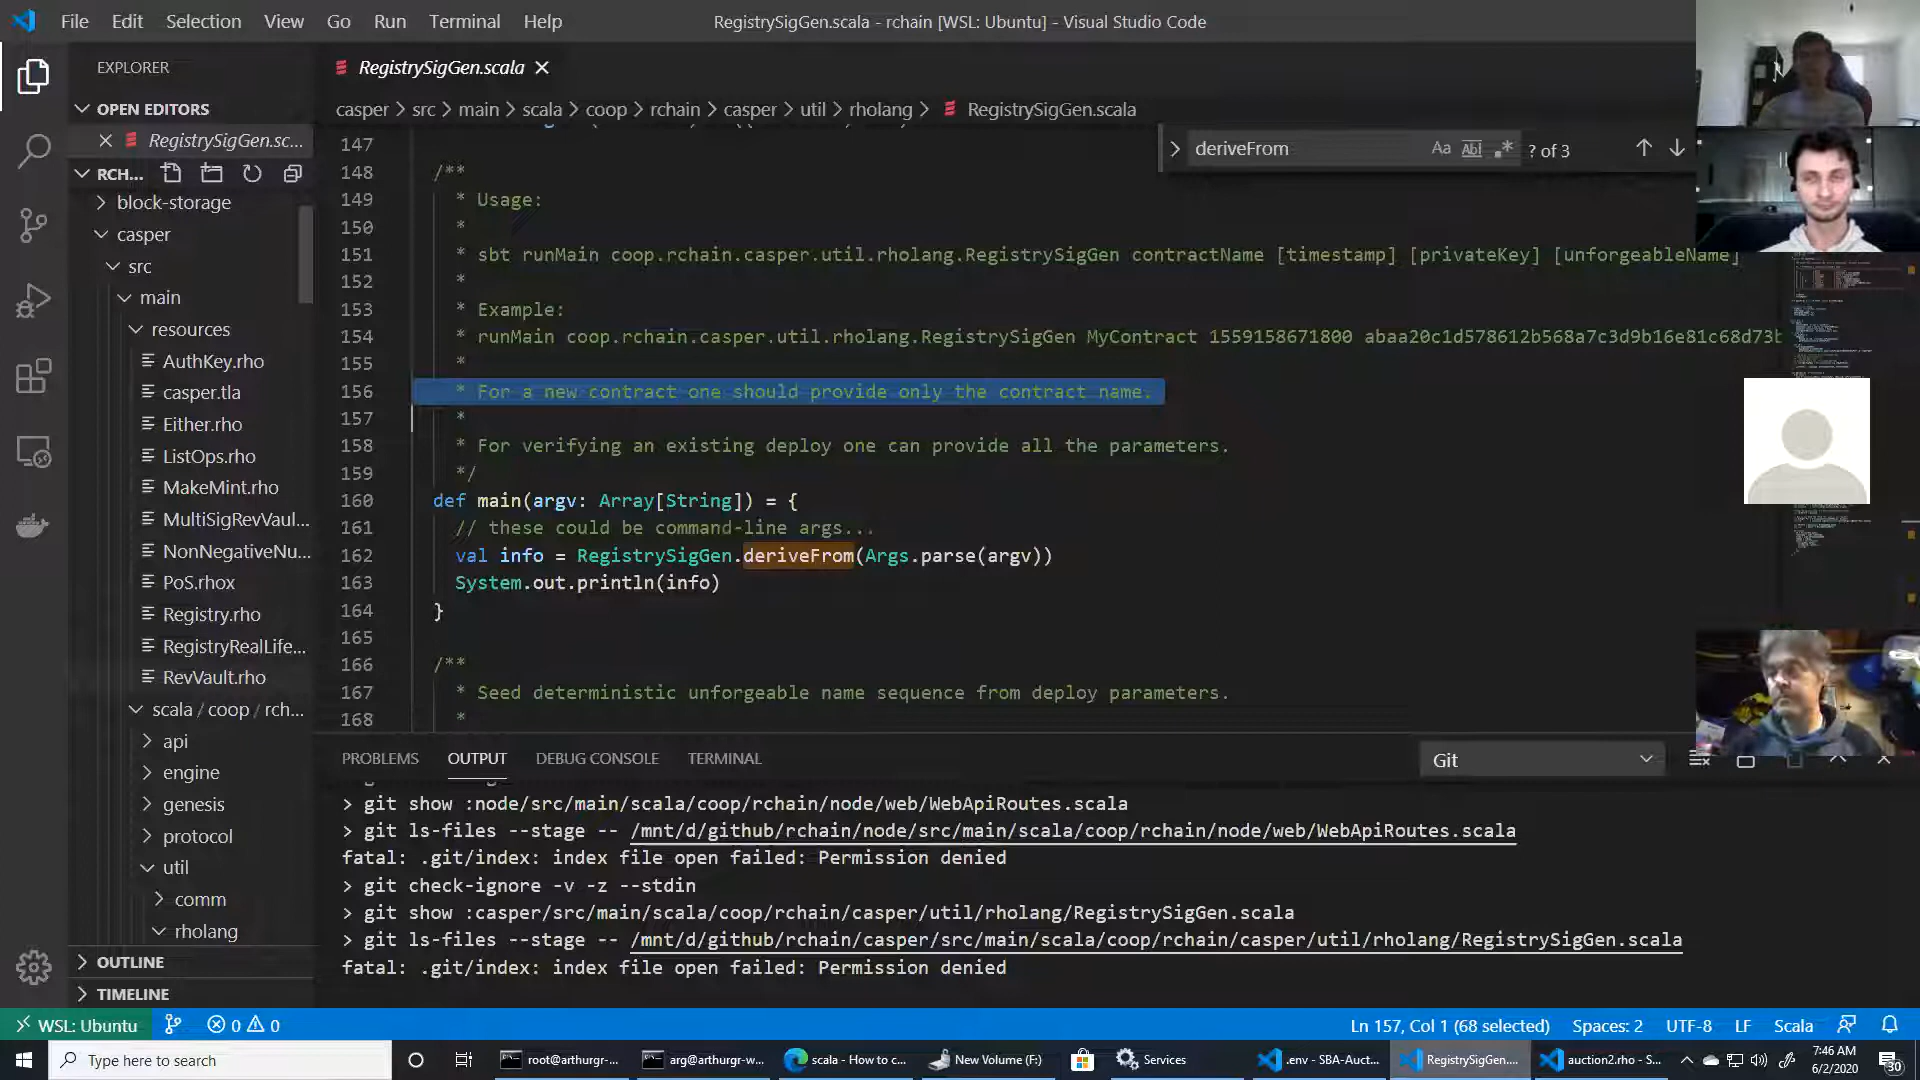 File Edit Selection View Go Run Terminal Help
RegistrySigGen.scala - rchain [WSL: Ubuntu] - Visual Studio Code
EXPLORER
OPEN EDITORS
RegistrySigGen.sc...
RCH...
block-storage
casper
src
main
resources
AuthKey.rho
casper.tla
Either.rho
ListOps.rho
MakeMint.rho
MultiSigRevVaul...
NonNegativeNu...
PoS.rhox
Registry.rho
RegistryRealLife...
RevVault.rho
scala / coop / rch...
api
engine
genesis
protocol
util
comm
rholang
OUTLINE
TIMELINE
RegistrySigGen.scala
casper > src > main > scala > coop > rchain > casper > util > rholang > RegistrySigGen.scala
deriveFrom Aa Abl .* ? of 3
147
148 /**
149 * Usage:
150 *
151 * sbt runMain coop.rchain.casper.util.rholang.RegistrySigGen contractName [timestamp] [privateKey] [unforgeableName]
152 *
153 * Example:
154 * runMain coop.rchain.casper.util.rholang.RegistrySigGen MyContract 1559158671800 abaa20c1d578612b568a7c3d9b16e81c68d73b
155 *
156 * For a new contract one should provide only the contract name.
157 *
158 * For verifying an existing deploy one can provide all the parameters.
159 */
160 def main(argv: Array[String]) = {
161 // these could be command-line args...
162 val info = RegistrySigGen.deriveFrom(Args.parse(argv))
163 System.out.println(info)
164 }
165
166 /**
167 * Seed deterministic unforgeable name sequence from deploy parameters.
168 *
PROBLEMS OUTPUT DEBUG CONSOLE TERMINAL Git
> git show :node/src/main/scala/coop/rchain/node/web/WebApiRoutes.scala
> git ls-files --stage -- /mnt/d/github/rchain/node/src/main/scala/coop/rchain/node/web/WebApiRoutes.scala
fatal: .git/index: index file open failed: Permission denied
> git check-ignore -v -z --stdin
> git show :casper/src/main/scala/coop/rchain/casper/util/rholang/RegistrySigGen.scala
> git ls-files --stage -- /mnt/d/github/rchain/casper/src/main/scala/coop/rchain/casper/util/rholang/RegistrySigGen.scala
fatal: .git/index: index file open failed: Permission denied
WSL: Ubuntu 0 0 Ln 157, Col 1 (68 selected) Spaces: 2 UTF-8 LF Scala
Type here to search root@arthurgr-... arg@arthurgr-w... scala - How to c... New Volume (F:) Services .env - SBA-Auct... RegistrySigGen.... auction2.rho - S...
7:46 AM
6/2/2020
30